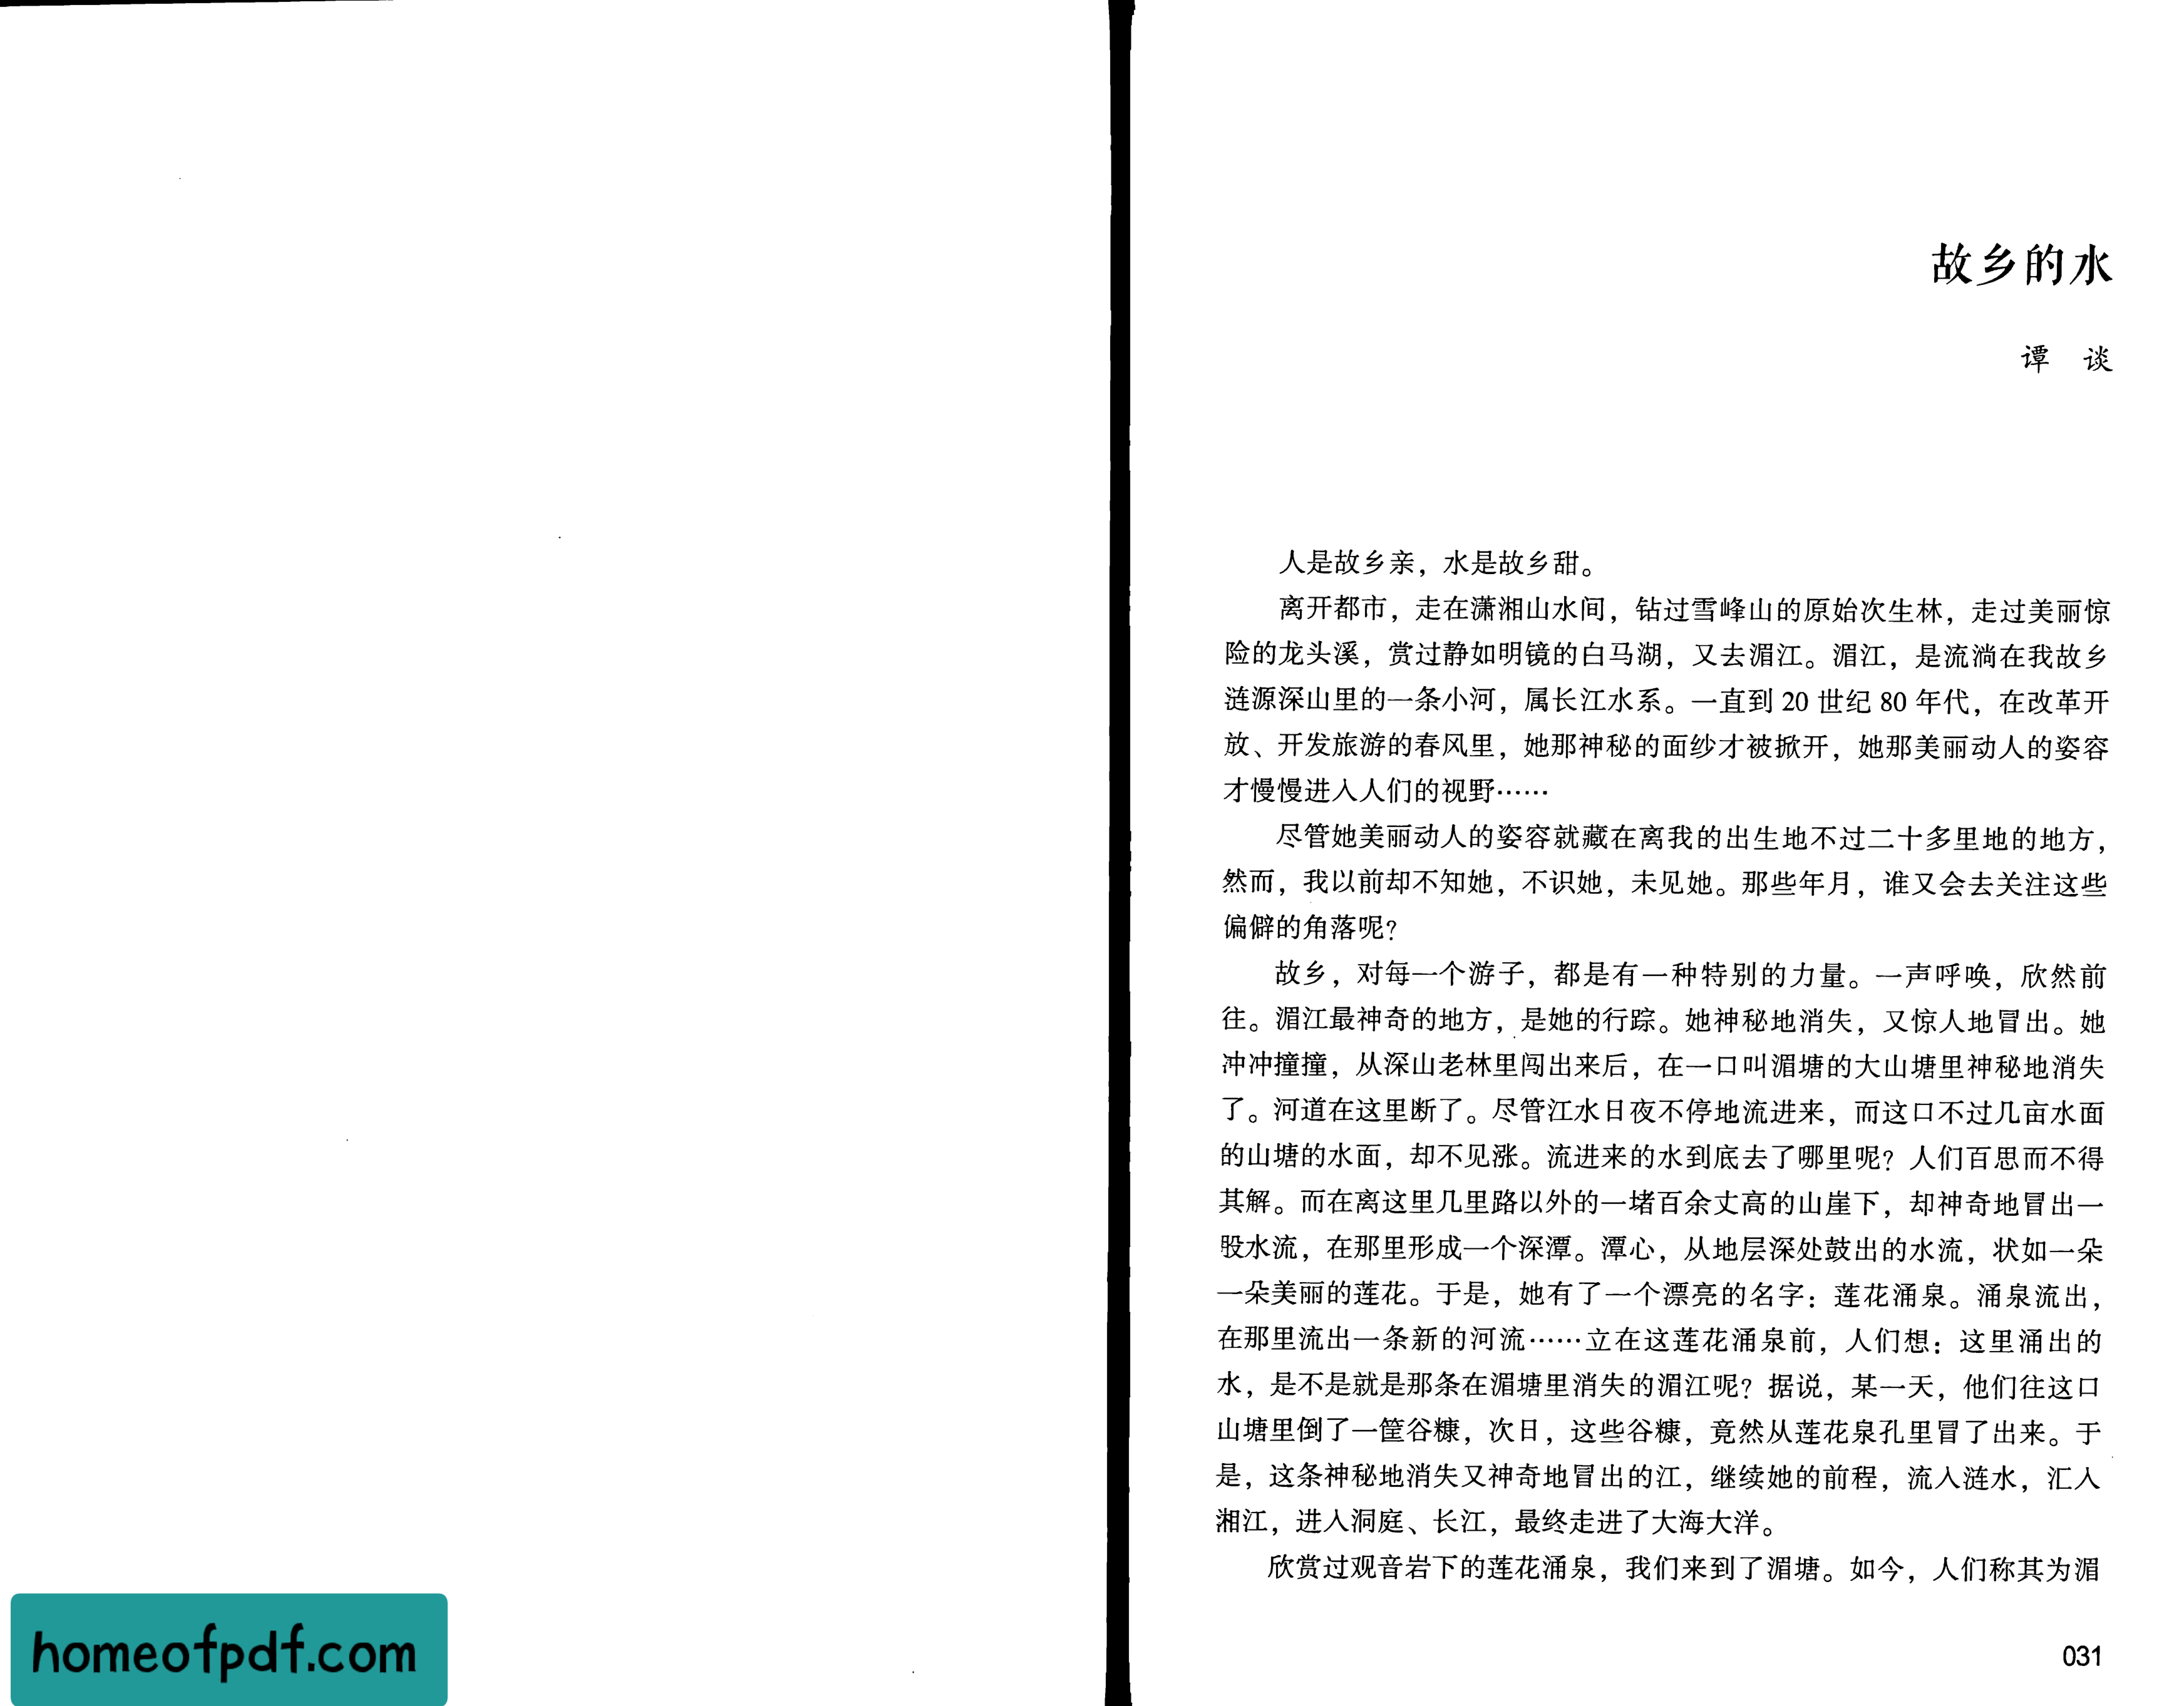 故乡的水
谭 谈
人是故乡亲，水是故乡甜。
离开都市，走在潇湘山水间，钻过雪峰山的原始次生林，走过美丽惊
险的龙头溪，赏过静如明镜的白马湖，又去湄江。湄江，是流淌在我故乡
涟源深山里的一条小河，属长江水系。一直到 20 世纪 80 年代，在改革开
放、开发旅游的春风里，她那神秘的面纱才被掀开，她那美丽动人的姿容
才慢慢进入人们的视野……
尽管她美丽动人的姿容就藏在离我的出生地不过二十多里地的地方，
然而，我以前却不知她，不识她，未见她。那些年月，谁又会去关注这些
偏僻的角落呢？
故乡，对每一个游子，都是有一种特别的力量。一声呼唤，欣然前
往。湄江最神奇的地方，是她的行踪。她神秘地消失，又惊人地冒出。她
冲冲撞撞，从深山老林里闯出来后，在一口叫湄塘的大山塘里神秘地消失
了。河道在这里断了。尽管江水日夜不停地流进来，而这口不过几亩水面
的山塘的水面，却不见涨。流进来的水到底去了哪里呢？人们百思而不得
其解。而在离这里几里路以外的一堵百余丈高的山崖下，却神奇地冒出一
股水流，在那里形成一个深潭。潭心，从地层深处鼓出的水流，状如一朵
一朵美丽的莲花。于是，她有了一个漂亮的名字：莲花涌泉。涌泉流出，
在那里流出一条新的河流……立在这莲花涌泉前，人们想：这里涌出的
水，是不是就是那条在湄塘里消失的湄江呢？据说，某一天，他们往这口
山塘里倒了一筐谷糠，次日，这些谷糠，竟然从莲花泉孔里冒了出来。于
是，这条神秘地消失又神奇地冒出的江，继续她的前程，流入涟水，汇入
湘江，进入洞庭、长江，最终走进了大海大洋。
欣赏过观音岩下的莲花涌泉，我们来到了湄塘。如今，人们称其为湄
031
homeofpdf.com